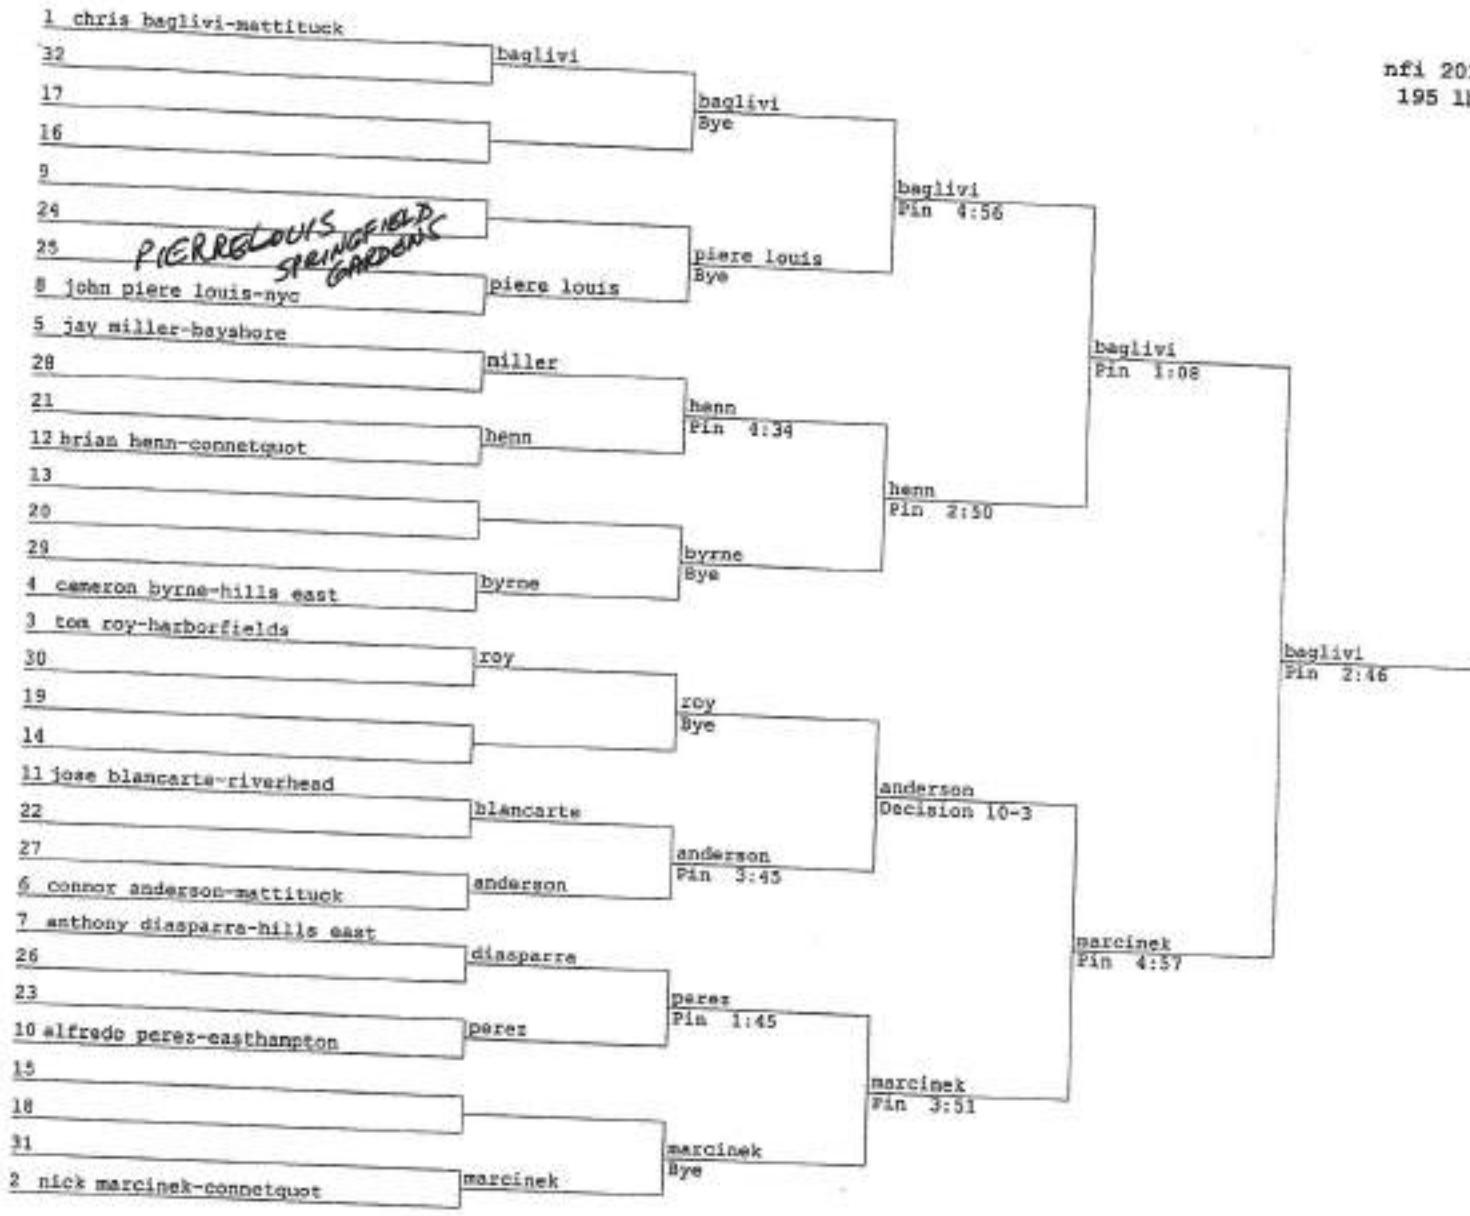 1 chris baglivi-mattituck
32
17
16
9
24
25
8 john piere louis-nyc
PIERRELOUIS
SPRINGFIELD
GARDENS
5 jay miller-bayshore
28
21
12 brian henn-connetquot
13
20
29
4 cameron byrne-hills east
3 tom roy-harborfields
30
19
14
11 jose blancarte-riverhead
22
27
6 connor anderson-mattituck
7 anthony diasparra-hills east
26
23
10 alfredo perez-easthampton
15
18
31
2 nick marcinek-connetquot
baglivi
piere louis
miller
henn
byrne
roy
blancarte
anderson
diasparra
perez
marcinek
baglivi
Bye
piere louis
Bye
henn
Pin 4:34
byrne
Bye
roy
Bye
anderson
Pin 3:45
perez
Pin 1:45
marcinek
Bye
baglivi
Pin 4:56
henn
Pin 2:50
anderson
Decision 10-3
marcinek
Pin 3:51
baglivi
Pin 1:08
marcinek
Pin 4:57
baglivi
Pin 2:46
nfi 20
195